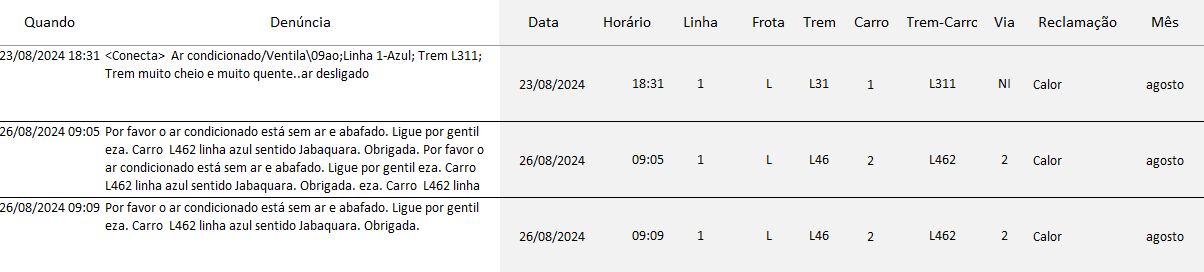 Quando Denúncia Data Horário Linha Frota Trem Carro Trem-Carrc Via Reclamação Mês
23/08/2024 18:31 <Conecta>  Ar condicionado/Ventila\09ao;Linha 1-Azul; Trem L311;
Trem muito cheio e muito quente..ar desligado
23/08/2024 18:31 1 L L31 1 L311 NI Calor agosto
26/08/2024 09:05 Por favor o ar condicionado está sem ar e abafado. Ligue por gentil
eza. Carro  L462 linha azul sentido Jabaquara. Obrigada. Por favor o
ar condicionado está sem ar e abafado. Ligue por gentil eza. Carro
L462 linha azul sentido Jabaquara. Obrigada. eza. Carro  L462 linha
26/08/2024 09:05 1 L L46 2 L462 2 Calor agosto
26/08/2024 09:09 Por favor o ar condicionado está sem ar e abafado. Ligue por gentil
eza. Carro  L462 linha azul sentido Jabaquara. Obrigada.
26/08/2024 09:09 1 L L46 2 L462 2 Calor agosto